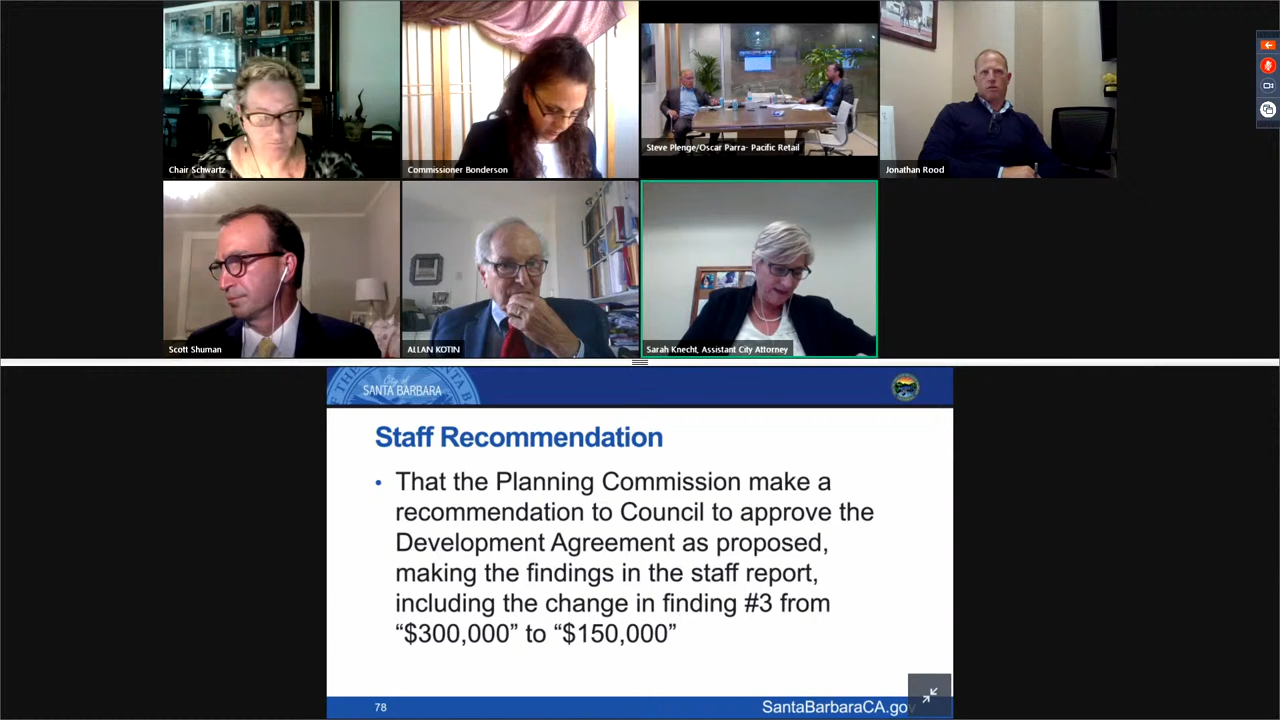 Chair Schwartz
Commissioner Bonderson
Steve Plenge/Oscar Parra- Pacific Retail
Jonathan Rood
Scott Shuman
ALLAN KOTIN
Sarah Knecht, Assistant City Attorney
City of
SANTA BARBARA
Staff Recommendation
• That the Planning Commission make a
recommendation to Council to approve the
Development Agreement as proposed,
making the findings in the staff report,
including the change in finding #3 from
“$300,000” to “$150,000”
78
SantaBarbaraCA.gov